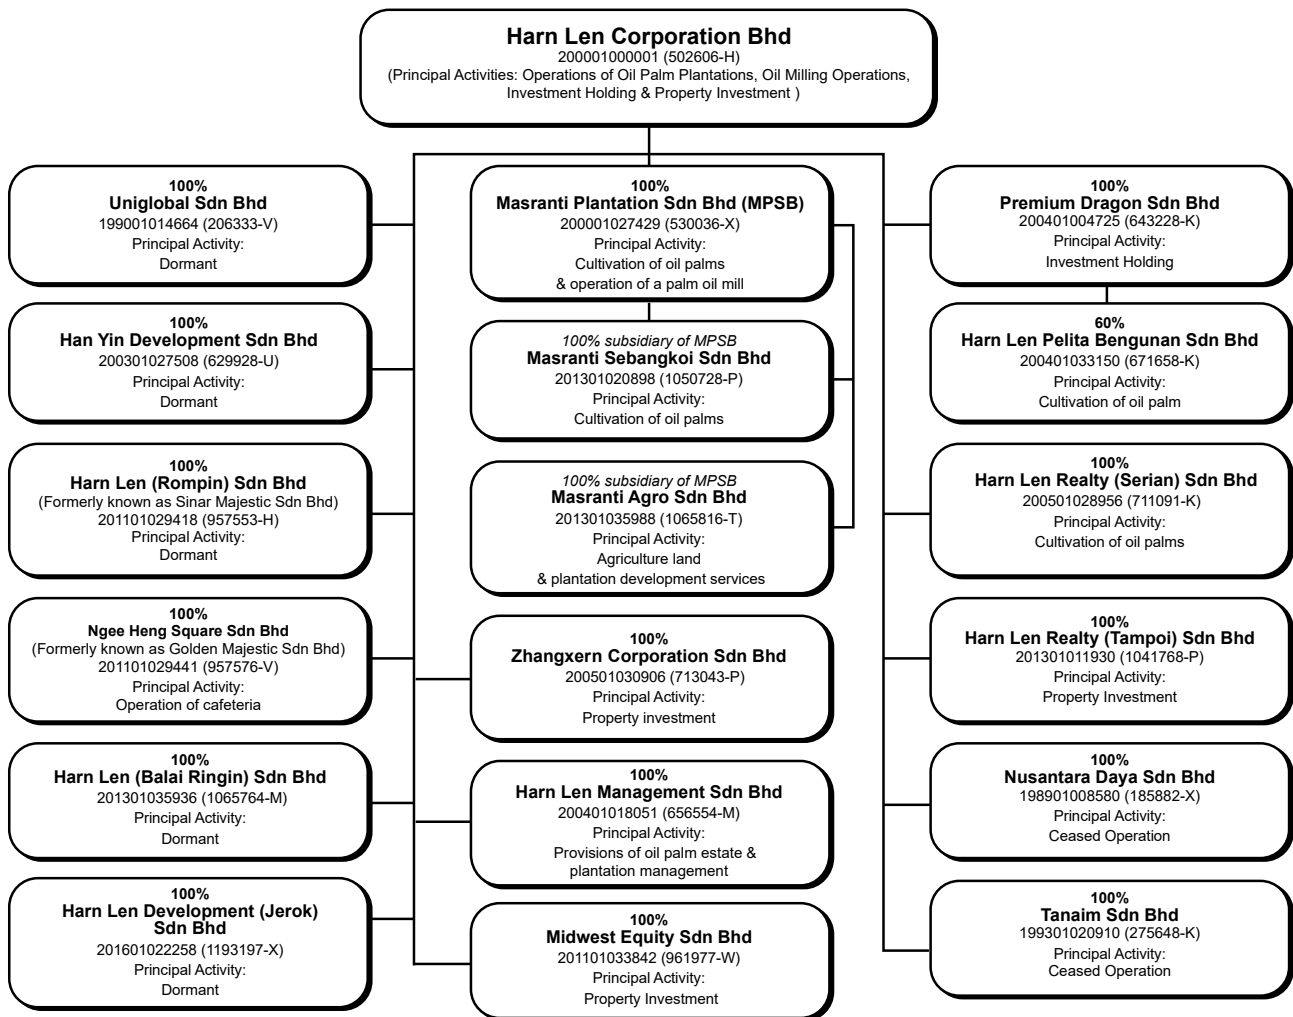 Harn Len Corporation Bhd
200001000001 (502606-H)
(Principal Activities: Operations of Oil Palm Plantations, Oil Milling Operations,
Investment Holding & Property Investment )
100%
Uniglobal Sdn Bhd
199001014664 (206333-V)
Principal Activity:
Dormant
100%
Han Yin Development Sdn Bhd
200301027508 (629928-U)
Principal Activity:
Dormant
100%
Harn Len (Rompin) Sdn Bhd
(Formerly known as Sinar Majestic Sdn Bhd)
201101029418 (957553-H)
Principal Activity:
Dormant
100%
Ngee Heng Square Sdn Bhd
(Formerly known as Golden Majestic Sdn Bhd)
201101029441 (957576-V)
Principal Activity:
Operation of cafeteria
100%
Harn Len (Balai Ringin) Sdn Bhd
201301035936 (1065764-M)
Principal Activity:
Dormant
100%
Harn Len Development (Jerok)
Sdn Bhd
201601022258 (1193197-X)
Principal Activity:
Dormant
100%
Masranti Plantation Sdn Bhd (MPSB)
200001027429 (530036-X)
Principal Activity:
Cultivation of oil palms
& operation of a palm oil mill
100% subsidiary of MPSB
Masranti Sebangkoi Sdn Bhd
201301020898 (1050728-P)
Principal Activity:
Cultivation of oil palms
100% subsidiary of MPSB
Masranti Agro Sdn Bhd
201301035988 (1065816-T)
Principal Activity:
Agriculture land
& plantation development services
100%
Zhangxern Corporation Sdn Bhd
200501030906 (713043-P)
Principal Activity:
Property investment
100%
Harn Len Management Sdn Bhd
200401018051 (656554-M)
Principal Activity:
Provisions of oil palm estate &
plantation management
100%
Midwest Equity Sdn Bhd
201101033842 (961977-W)
Principal Activity:
Property Investment
100%
Premium Dragon Sdn Bhd
200401004725 (643228-K)
Principal Activity:
Investment Holding
60%
Harn Len Pelita Bengunan Sdn Bhd
200401033150 (671658-K)
Principal Activity:
Cultivation of oil palm
100%
Harn Len Realty (Serian) Sdn Bhd
200501028956 (711091-K)
Principal Activity:
Cultivation of oil palms
100%
Harn Len Realty (Tampoi) Sdn Bhd
201301011930 (1041768-P)
Principal Activity:
Property Investment
100%
Nusantara Daya Sdn Bhd
198901008580 (185882-X)
Principal Activity:
Ceased Operation
100%
Tanaim Sdn Bhd
199301020910 (275648-K)
Principal Activity:
Ceased Operation